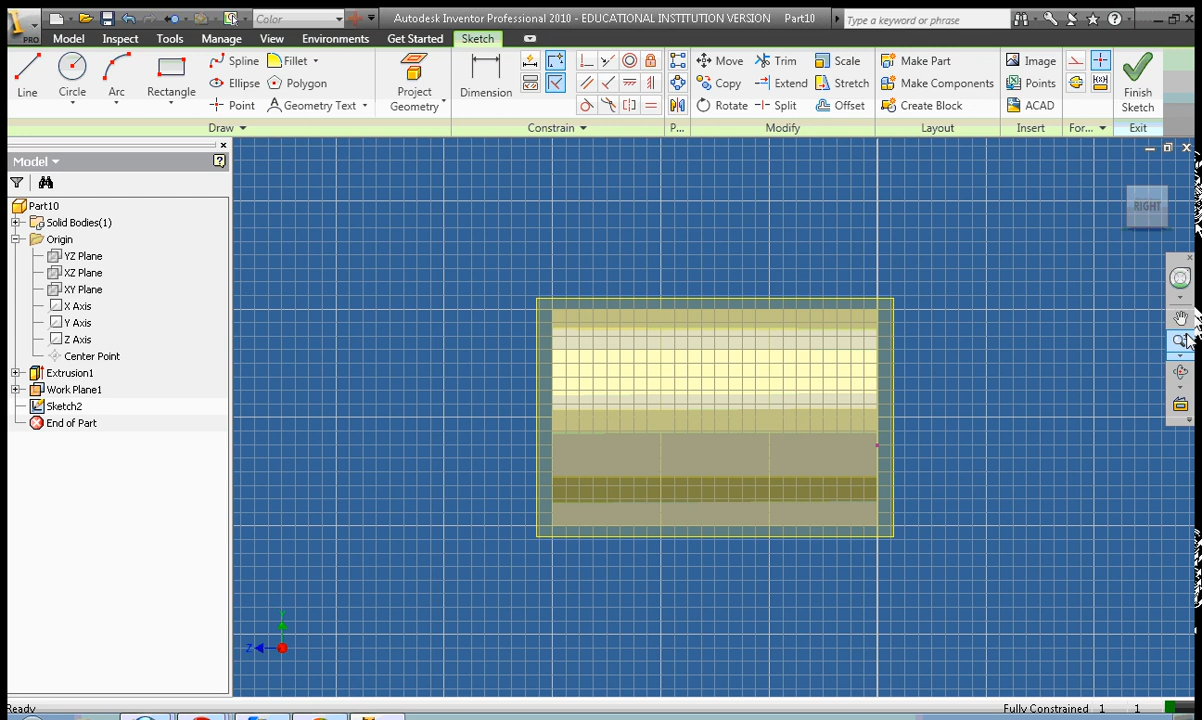 Color
Autodesk Inventor Professional 2010 - EDUCATIONAL INSTITUTION VERSION Part10
Type a keyword or phrase
PRO
Model Inspect Tools Manage View Environments Get Started Sketch
Line Circle Arc Rectangle
Spline Fillet
Ellipse Polygon
Point Geometry Text
Project Geometry
Dimension
Move Trim Scale
Copy Extend Stretch
Rotate Split Offset
Make Part
Make Components
Create Block
Image
Points
ACAD
Finish Sketch
Draw Constrain P... Modify Layout Insert For... Exit
Model
Part10
Solid Bodies(1)
Origin
YZ Plane
XZ Plane
XY Plane
X Axis
Y Axis
Z Axis
Center Point
Extrusion1
Work Plane1
Sketch2
End of Part
RIGHT
Y
Z
Ready
Fully Constrained 1 1